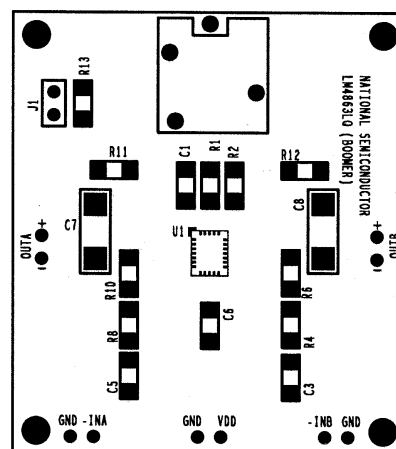 R13
J1
NATIONAL SEMICONDUCTOR
LM4863LQ (BOOMER)
R11
C1
R1
R2
R12
C7
C8
U1
+
OUTA
-
+
OUTB
-
R10
R6
R8
C6
R4
C5
C3
GND -INA
GND VDD
-INB GND